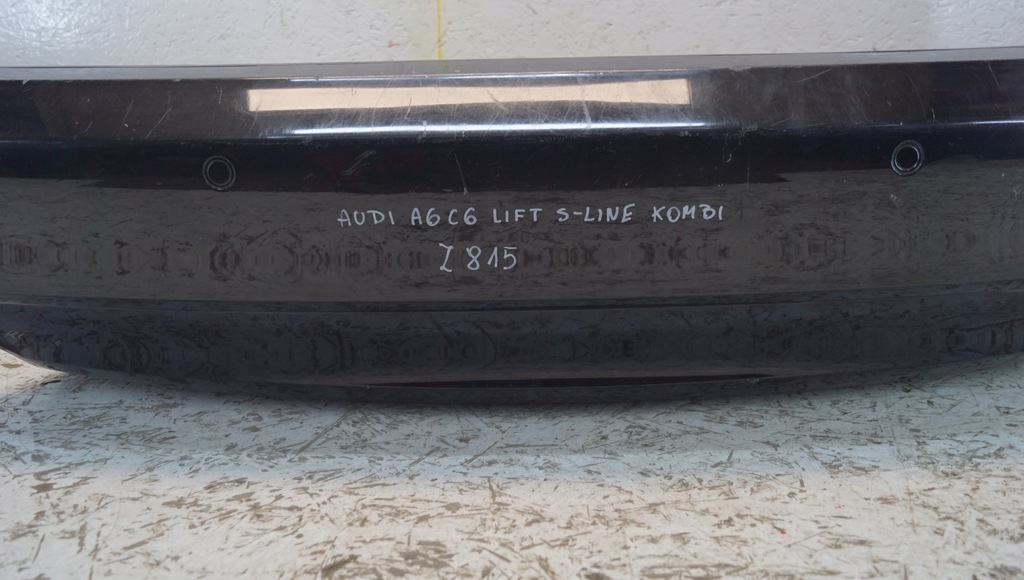 AUDI A6C6 LIFT S-LINE KOMBI
Z 815